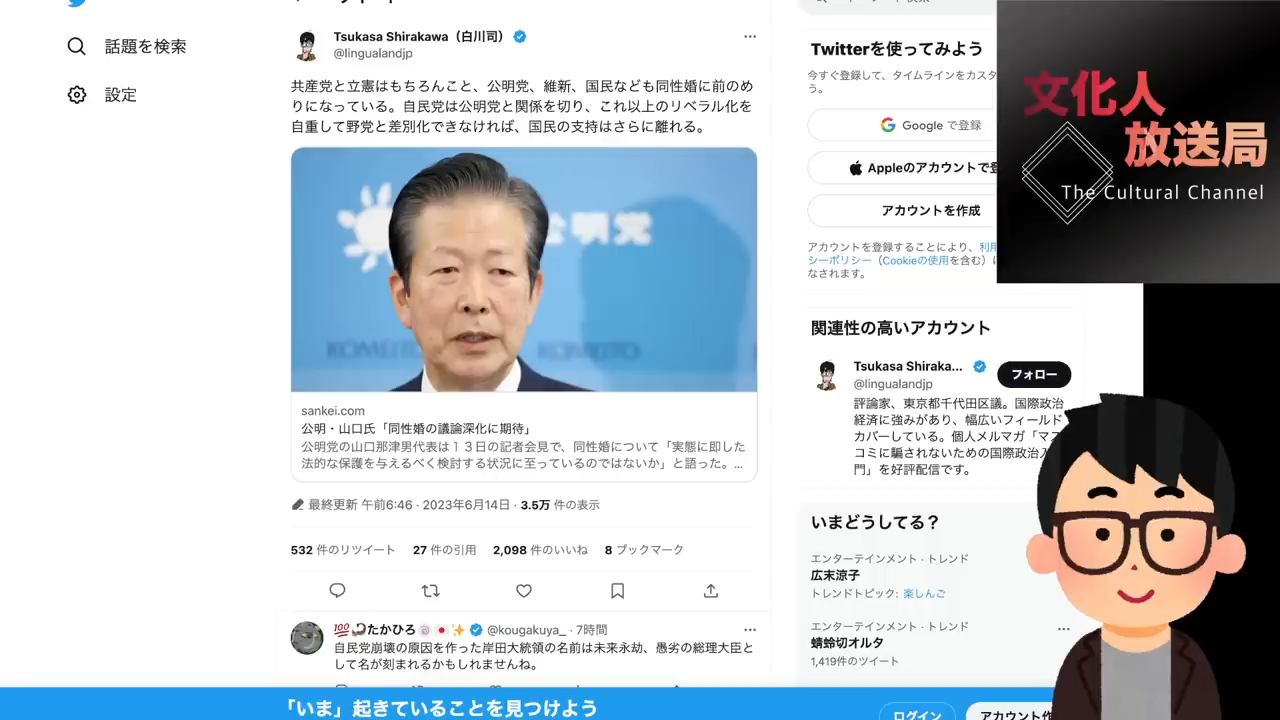 話題を検索
設定
Tsukasa Shirakawa（白川司）
@lingualandjp
共産党と立憲はもちろんこと、公明党、維新、国民なども同性婚に前のめ
りになっている。自民党は公明党と関係を切り、これ以上のリベラル化を
自重して野党と差別化できなければ、国民の支持はさらに離れる。
公明党
KOMEITO
KOMEITO
sankei.com
公明・山口氏「同性婚の議論深化に期待」
公明党の山口那津男代表は１３日の記者会見で、同性婚について「実態に即した
法的な保護を与えるべく検討する状況に至っているのではないか」と語った。...
最終更新 午前6:46 · 2023年6月14日 · 3.5万 件の表示
532 件のリツイート 27 件の引用 2,098 件のいいね 8 ブックマーク
💯🦐たかひろ🍥🇯🇵✨ @kougakuya_ · 7時間
自民党崩壊の原因を作った岸田大統領の名前は未来永劫、愚劣の総理大臣と
して名が刻まれるかもしれませんね。
Twitterを使ってみよう
今すぐ登録して、タイムラインをカスタ
う。
Google で登録
Appleのアカウントで登
アカウントを作成
アカウントを登録することにより、利用
シーポリシー（Cookieの使用を含む）に
なされます。
関連性の高いアカウント
Tsukasa Shiraka...
@lingualandjp
フォロー
評論家、東京都千代田区議。国際政治
経済に強みがあり、幅広いフィールド
カバーしている。個人メルマガ「マス
コミに騙されないための国際政治入
門」を好評配信です。
いまどうしてる？
エンターテインメント · トレンド
広末涼子
トレンドトピック: 楽しんご
エンターテインメント · トレンド
蜻蛉切オルタ
1,419件のツイート
文化人
放送局
The Cultural Channel
「いま」起きていることを見つけよう
ログイン
アカウント作